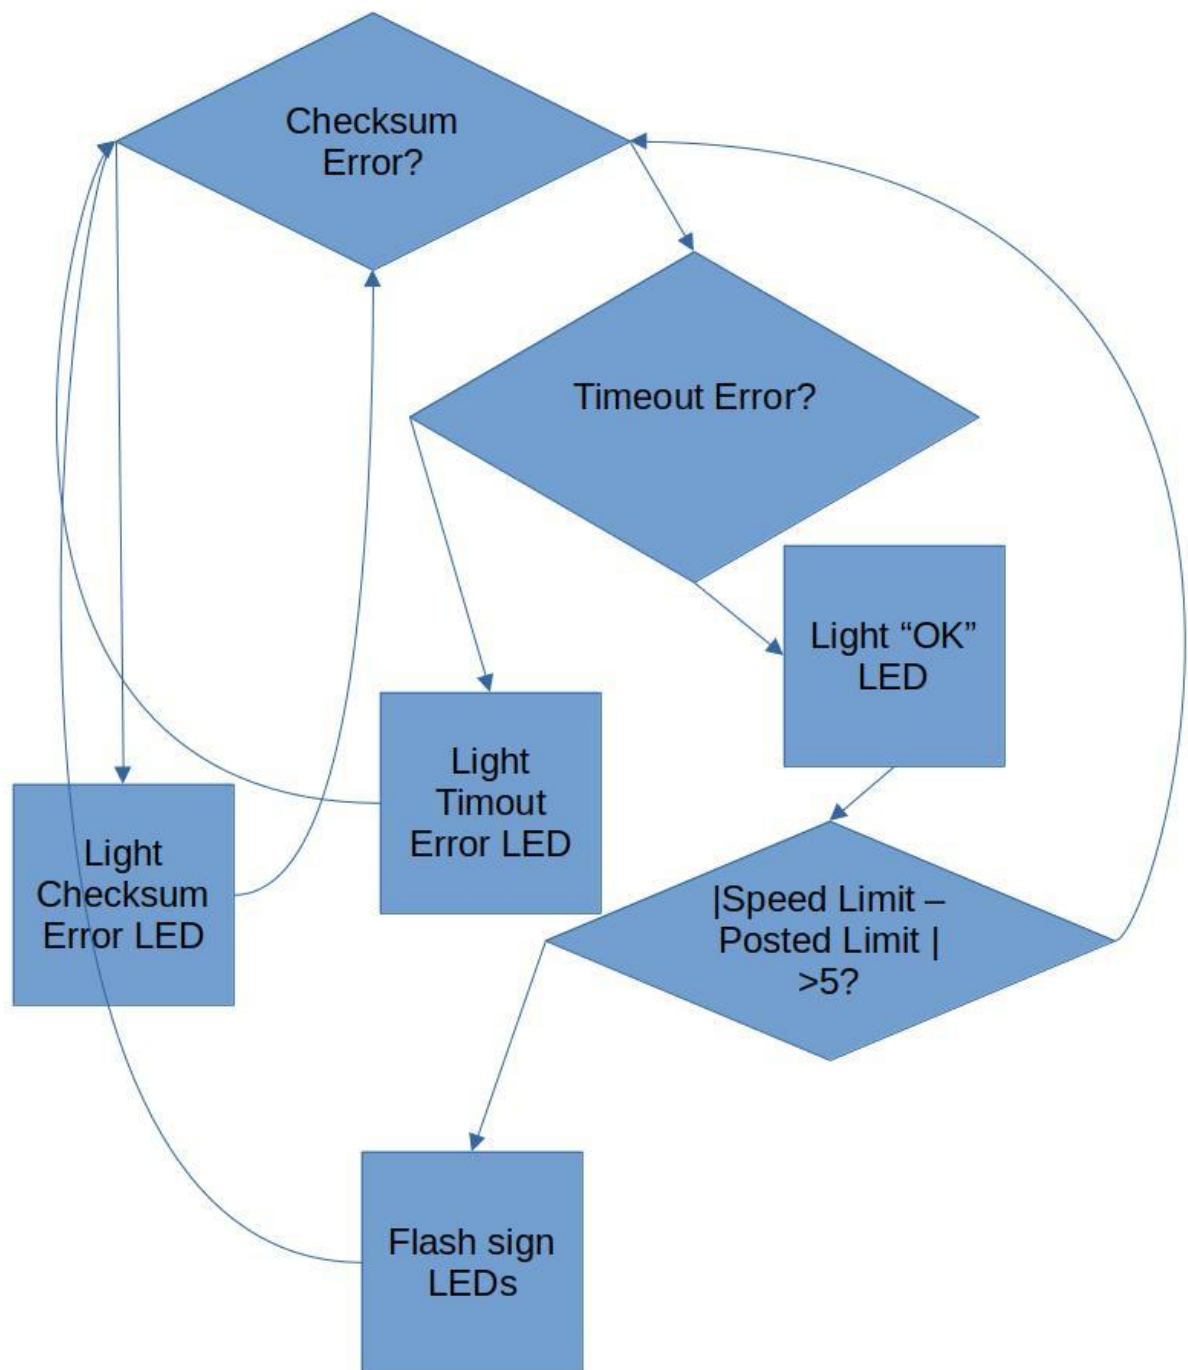 Checksum
Error?
Timeout Error?
Light “OK”
LED
Light
Timout
Error LED
Light
Checksum
Error LED
|Speed Limit –
Posted Limit |
>5?
Flash sign
LEDs